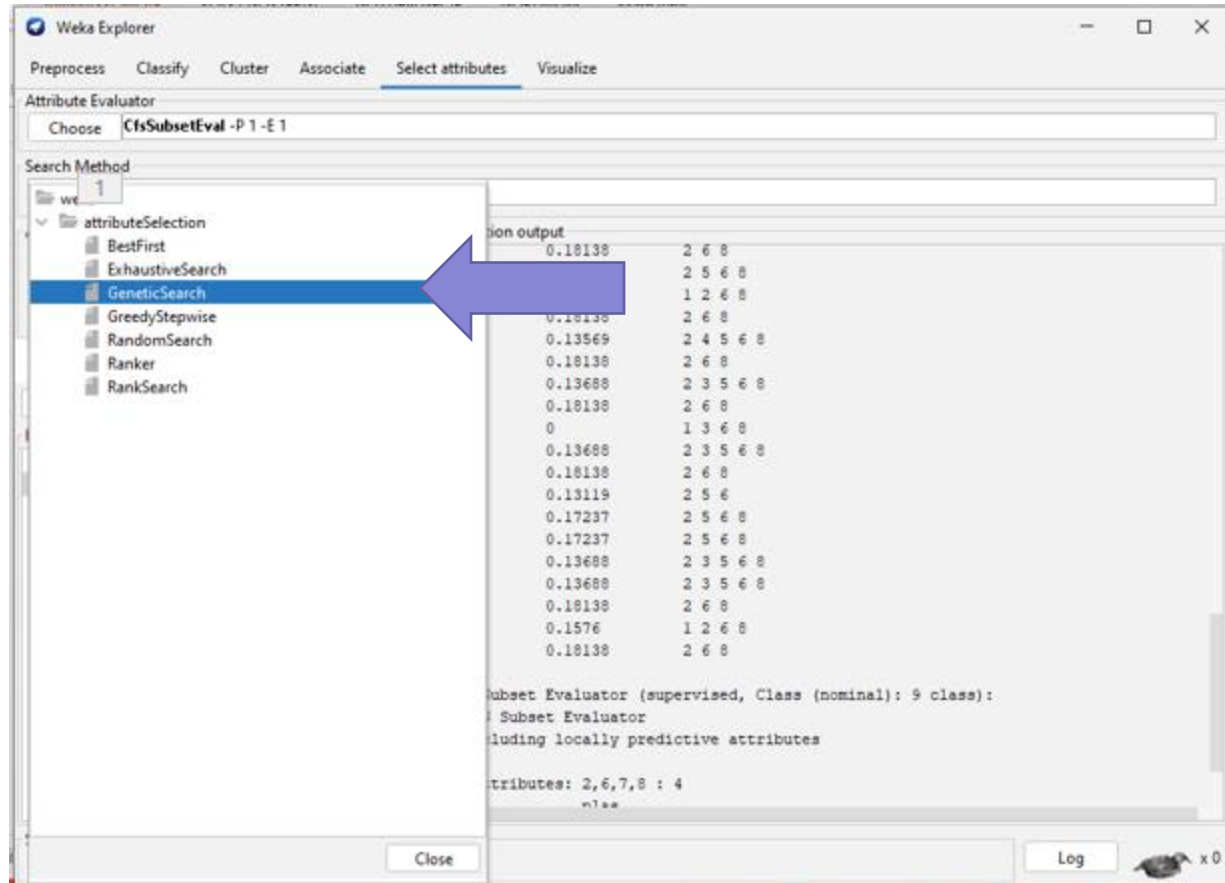 Weka Explorer
Preprocess Classify Cluster Associate Select attributes Visualize
Attribute Evaluator
Choose CfsSubsetEval -P 1 -E 1
Search Method
1
attributeSelection
BestFirst
ExhaustiveSearch
GeneticSearch
GreedyStepwise
RandomSearch
Ranker
RankSearch
Close
output
0.18138 2 6 8
2 5 6 8
1 2 6 8
0.18138 2 6 8
0.13569 2 4 5 6 8
0.18138 2 6 8
0.13688 2 3 5 6 8
0.18138 2 6 8
0 1 3 6 8
0.13688 2 3 5 6 8
0.18138 2 6 8
0.13119 2 5 6
0.17237 2 5 6 8
0.17237 2 5 6 8
0.13688 2 3 5 6 8
0.13688 2 3 5 6 8
0.18138 2 6 8
0.1576 1 2 6 8
0.18138 2 6 8
ubset Evaluator (supervised, Class (nominal): 9 class):
Subset Evaluator
luding locally predictive attributes
tributes: 2,6,7,8 : 4
plas
Log x 0